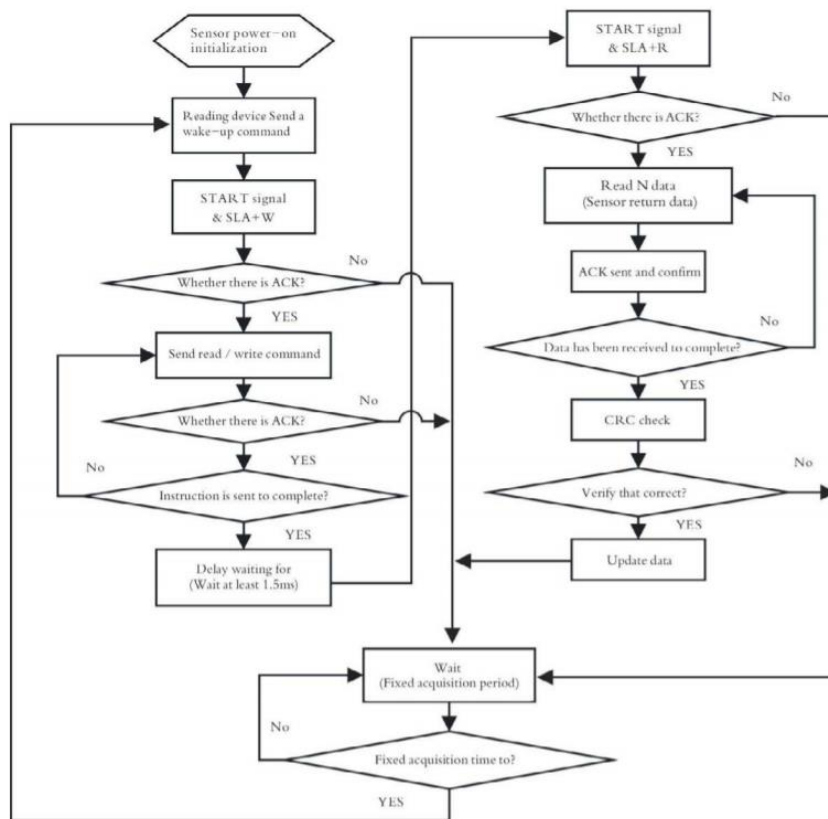 Sensor power-on
initialization
Reading device Send a
wake-up command
START signal
& SLA+W
No
Whether there is ACK?
YES
Send read / write command
No
Whether there is ACK?
YES
No
Instruction is sent to complete?
YES
Delay waiting for
(Wait at least 1.5ms)
START signal
& SLA+R
No
Whether there is ACK?
YES
Read N data
(Sensor return data)
ACK sent and confirm
No
Data has been received to complete?
YES
CRC check
No
Verify that correct?
YES
Update data
Wait
(Fixed acquisition period)
No
Fixed acquisition time to?
YES